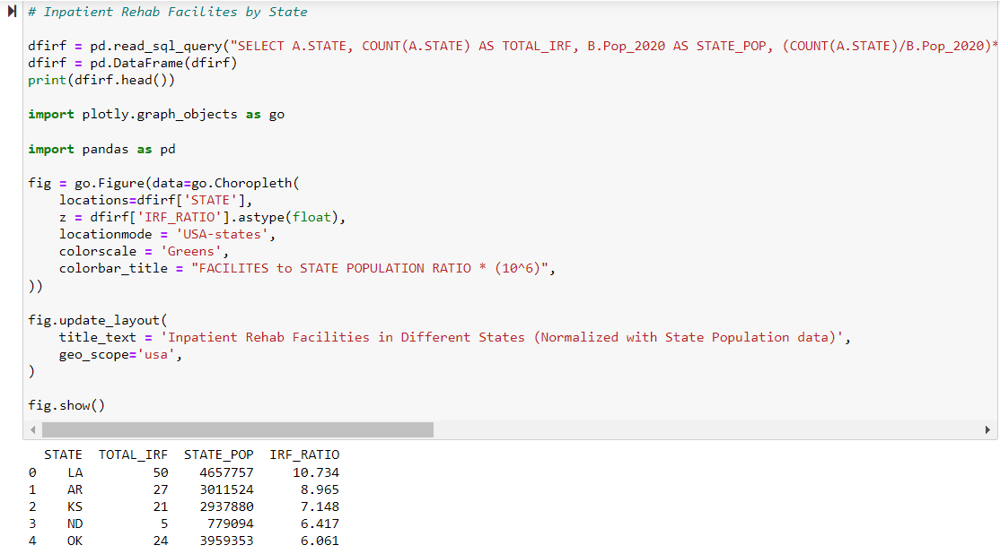 # Inpatient Rehab Facilites by State
dfirf = pd.read_sql_query("SELECT A.STATE, COUNT(A.STATE) AS TOTAL_IRF, B.Pop_2020 AS STATE_POP, (COUNT(A.STATE)/B.Pop_2020)*
dfirf = pd.DataFrame(dfirf)
print(dfirf.head())
import plotly.graph_objects as go
import pandas as pd
fig = go.Figure(data=go.Choropleth(
    locations=dfirf['STATE'],
    z = dfirf['IRF_RATIO'].astype(float),
    locationmode = 'USA-states',
    colorscale = 'Greens',
    colorbar_title = "FACILITES to STATE POPULATION RATIO * (10^6)",
))
fig.update_layout(
    title_text = 'Inpatient Rehab Facilities in Different States (Normalized with State Population data)',
    geo_scope='usa',
)
fig.show()
  STATE  TOTAL_IRF  STATE_POP  IRF_RATIO
0    LA         50    4657757     10.734
1    AR         27    3011524      8.965
2    KS         21    2937880      7.148
3    ND          5     779094      6.417
4    OK         24    3959353      6.061